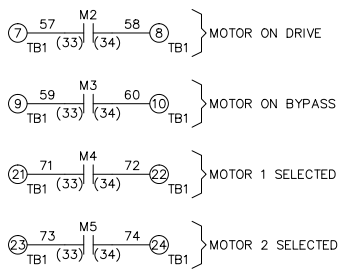 M2
7 57 58 8 MOTOR ON DRIVE
TB1 (33) (34) TB1
M3
9 59 60 10 MOTOR ON BYPASS
TB1 (33) (34) TB1
M4
21 71 72 22 MOTOR 1 SELECTED
TB1 (33) (34) TB1
M5
23 73 74 24 MOTOR 2 SELECTED
TB1 (33) (34) TB1